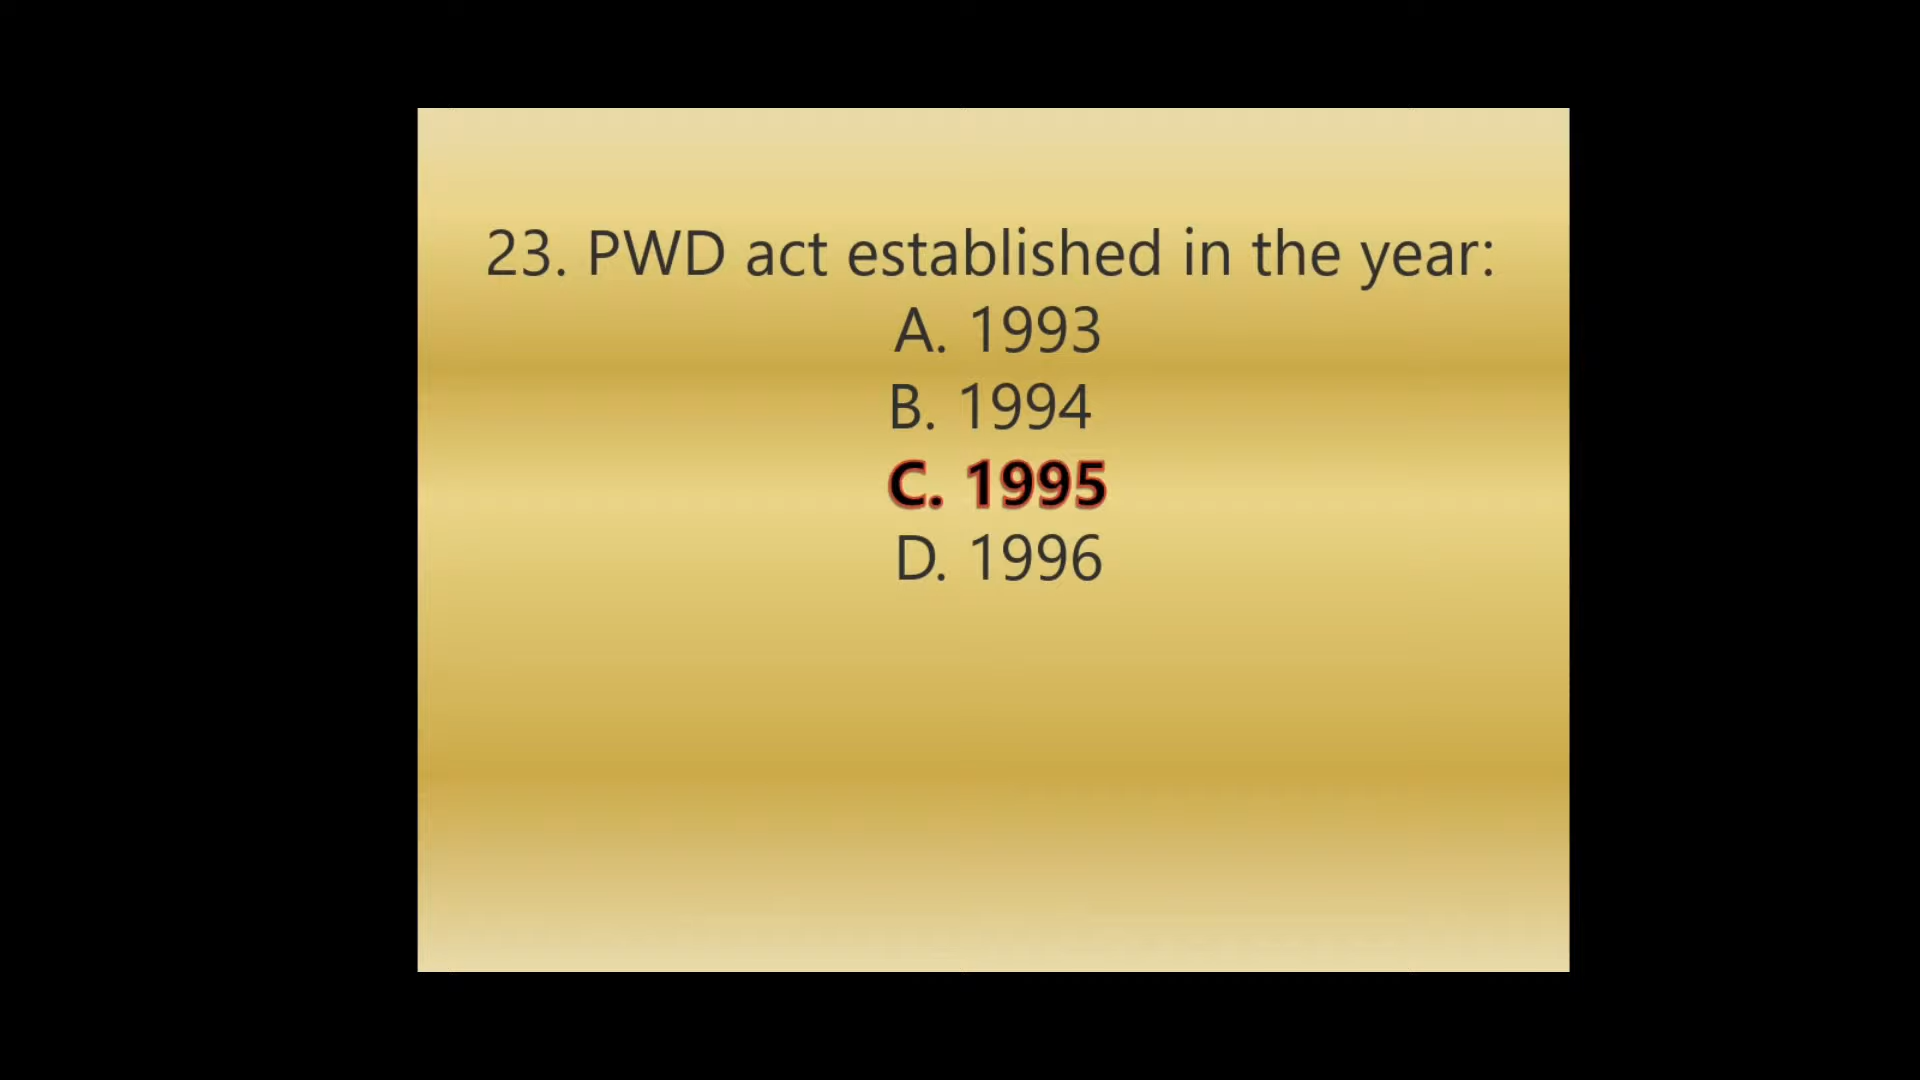 23. PWD act established in the year:
A. 1993
B. 1994
C. 1995
D. 1996